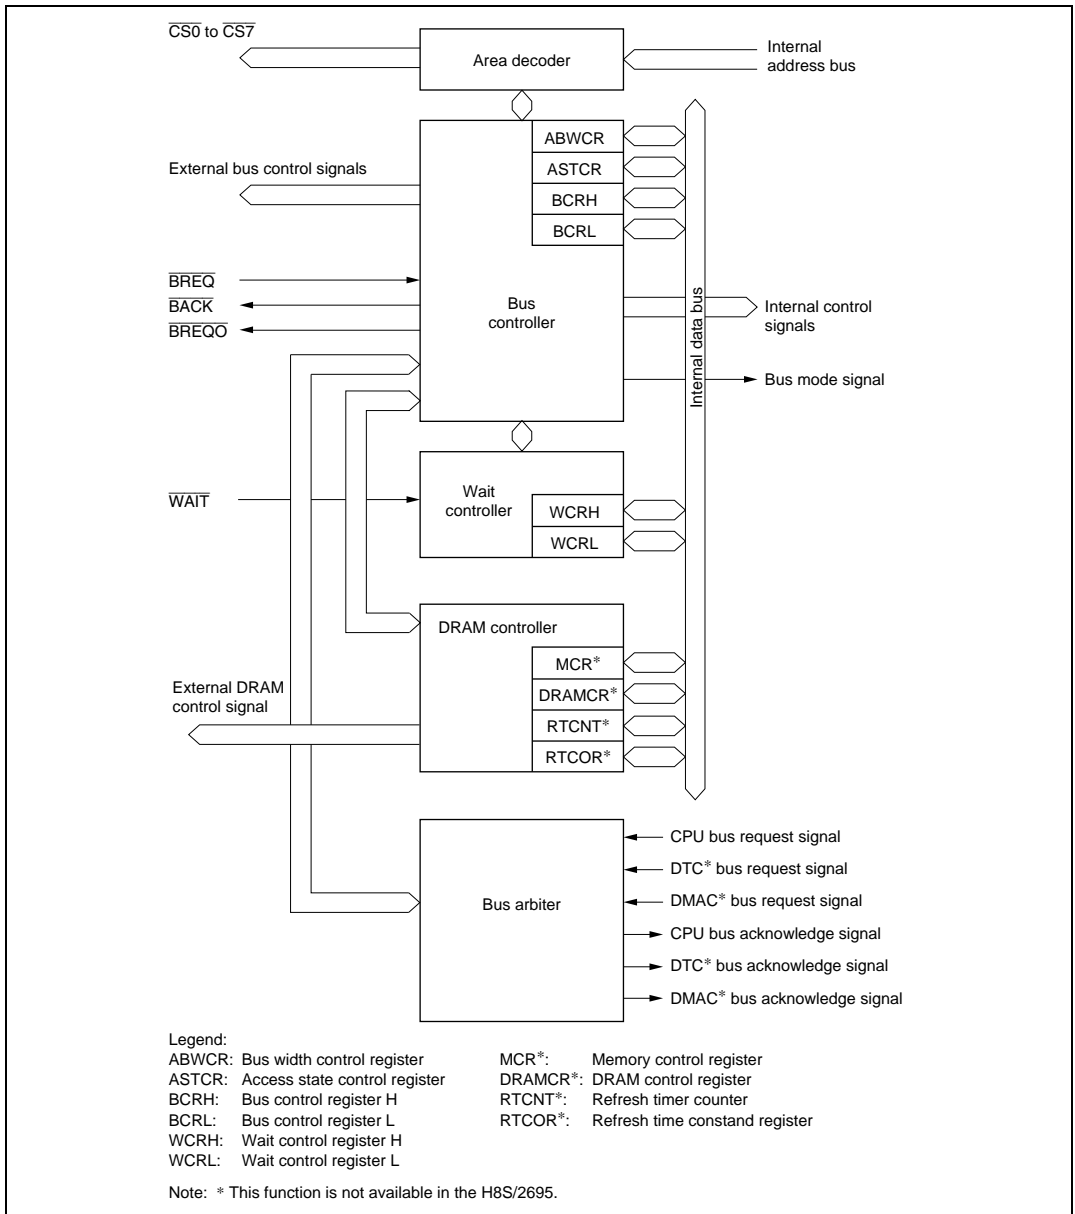 CS0 to CS7
Area decoder
Internal
address bus
ABWCR
ASTCR
External bus control signals
BCRH
BCRL
BREQ
BACK
BREQO
Bus
controller
Internal data bus
Internal control
signals
Bus mode signal
WAIT
Wait
controller
WCRH
WCRL
DRAM controller
MCR*
DRAMCR*
RTCNT*
RTCOR*
External DRAM
control signal
Bus arbiter
CPU bus request signal
DTC* bus request signal
DMAC* bus request signal
CPU bus acknowledge signal
DTC* bus acknowledge signal
DMAC* bus acknowledge signal
Legend:
ABWCR: Bus width control register
ASTCR: Access state control register
BCRH: Bus control register H
BCRL: Bus control register L
WCRH: Wait control register H
WCRL: Wait control register L
MCR*: Memory control register
DRAMCR*: DRAM control register
RTCNT*: Refresh timer counter
RTCOR*: Refresh time constand register
Note: * This function is not available in the H8S/2695.